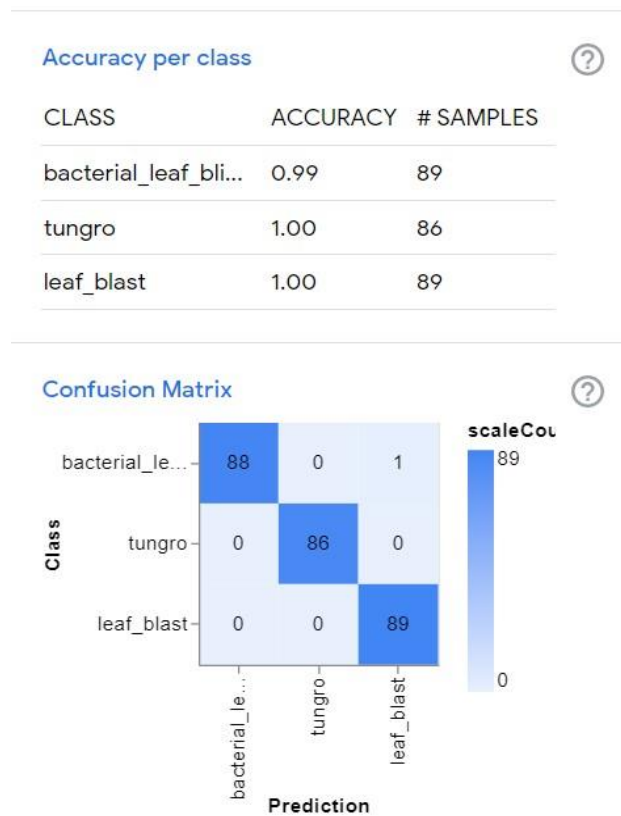 Accuracy per class
CLASS ACCURACY # SAMPLES
bacterial_leaf_bli... 0.99 89
tungro 1.00 86
leaf_blast 1.00 89
Confusion Matrix
scaleCou
bacterial_le... 88 0 1 89
tungro 0 86 0
leaf_blast 0 0 89 0
Class
bacterial_le... tungro leaf_blast
Prediction